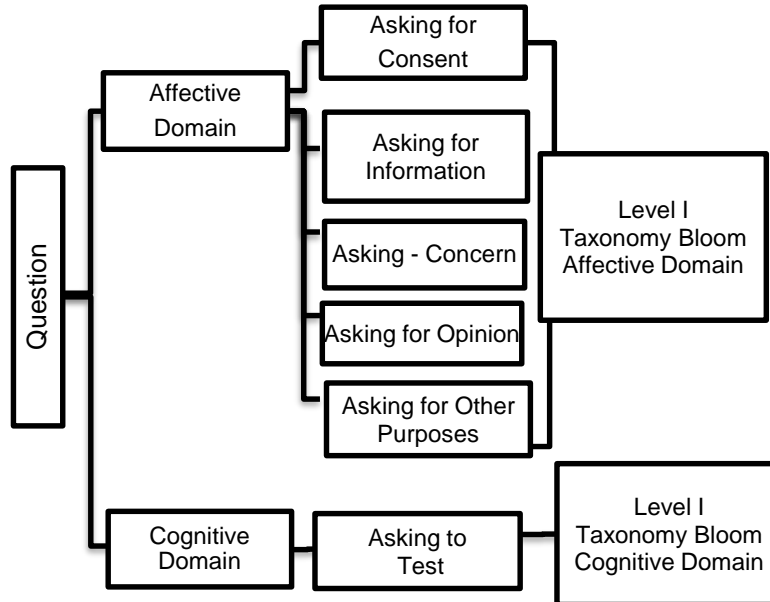 Question
Affective
Domain
Asking for
Consent
Asking for
Information
Asking - Concern
Asking for Opinion
Asking for Other
Purposes
Level I
Taxonomy Bloom
Affective Domain
Cognitive
Domain
Asking to
Test
Level I
Taxonomy Bloom
Cognitive Domain